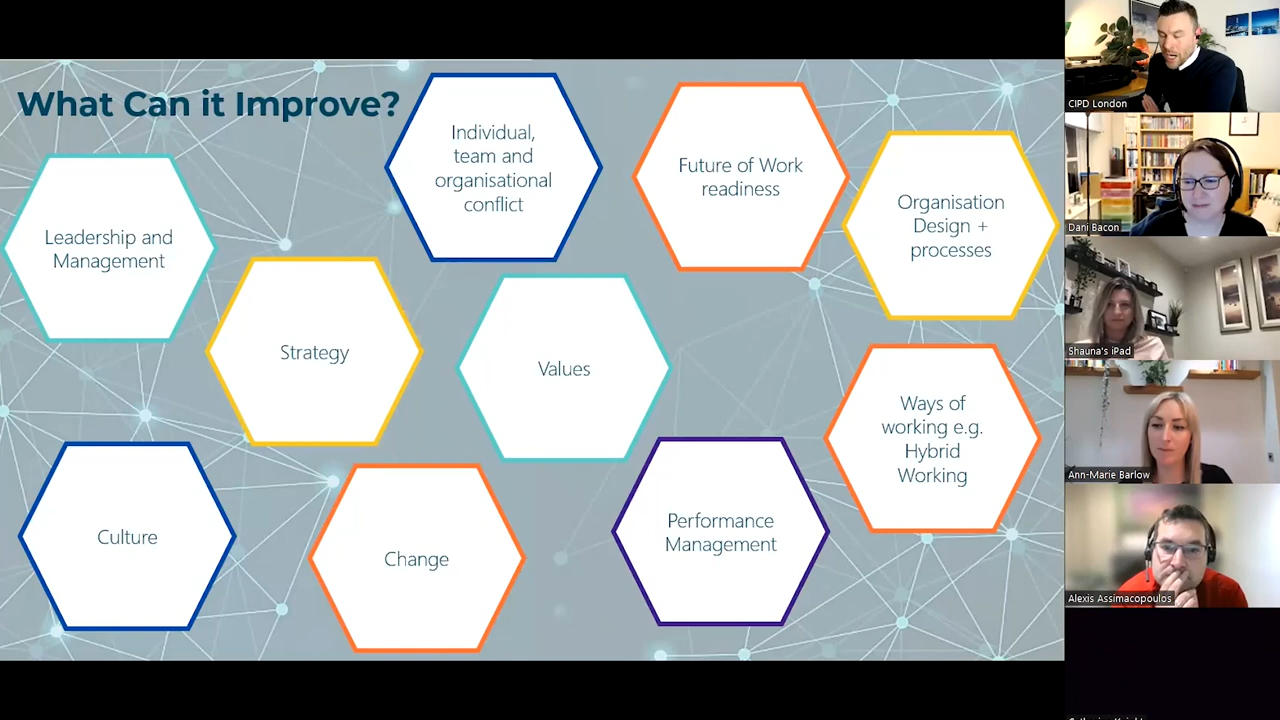 What Can it Improve?
Individual,
team and
organisational
conflict
Future of Work
readiness
Organisation
Design +
processes
Leadership and
Management
Strategy
Values
Ways of
working e.g.
Hybrid
Working
Culture
Change
Performance
Management
CIPD London
Dani Bacon
Shauna's iPad
Ann-Marie Barlow
Alexis Assimacopoulos